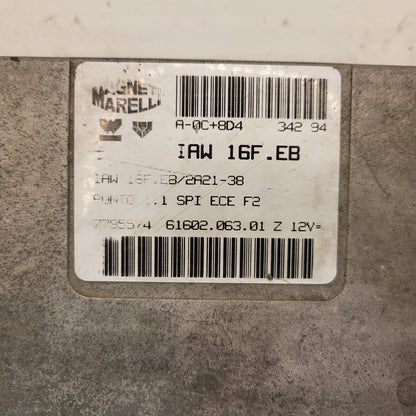 MAGNETI
MARELLI
A-0C+8D4 342 94
IAW 16F.EB
IAW 16F.EB/2A21-38
PUNTO 1.1 SPI ECE F2
61602.063.01 Z 12V=